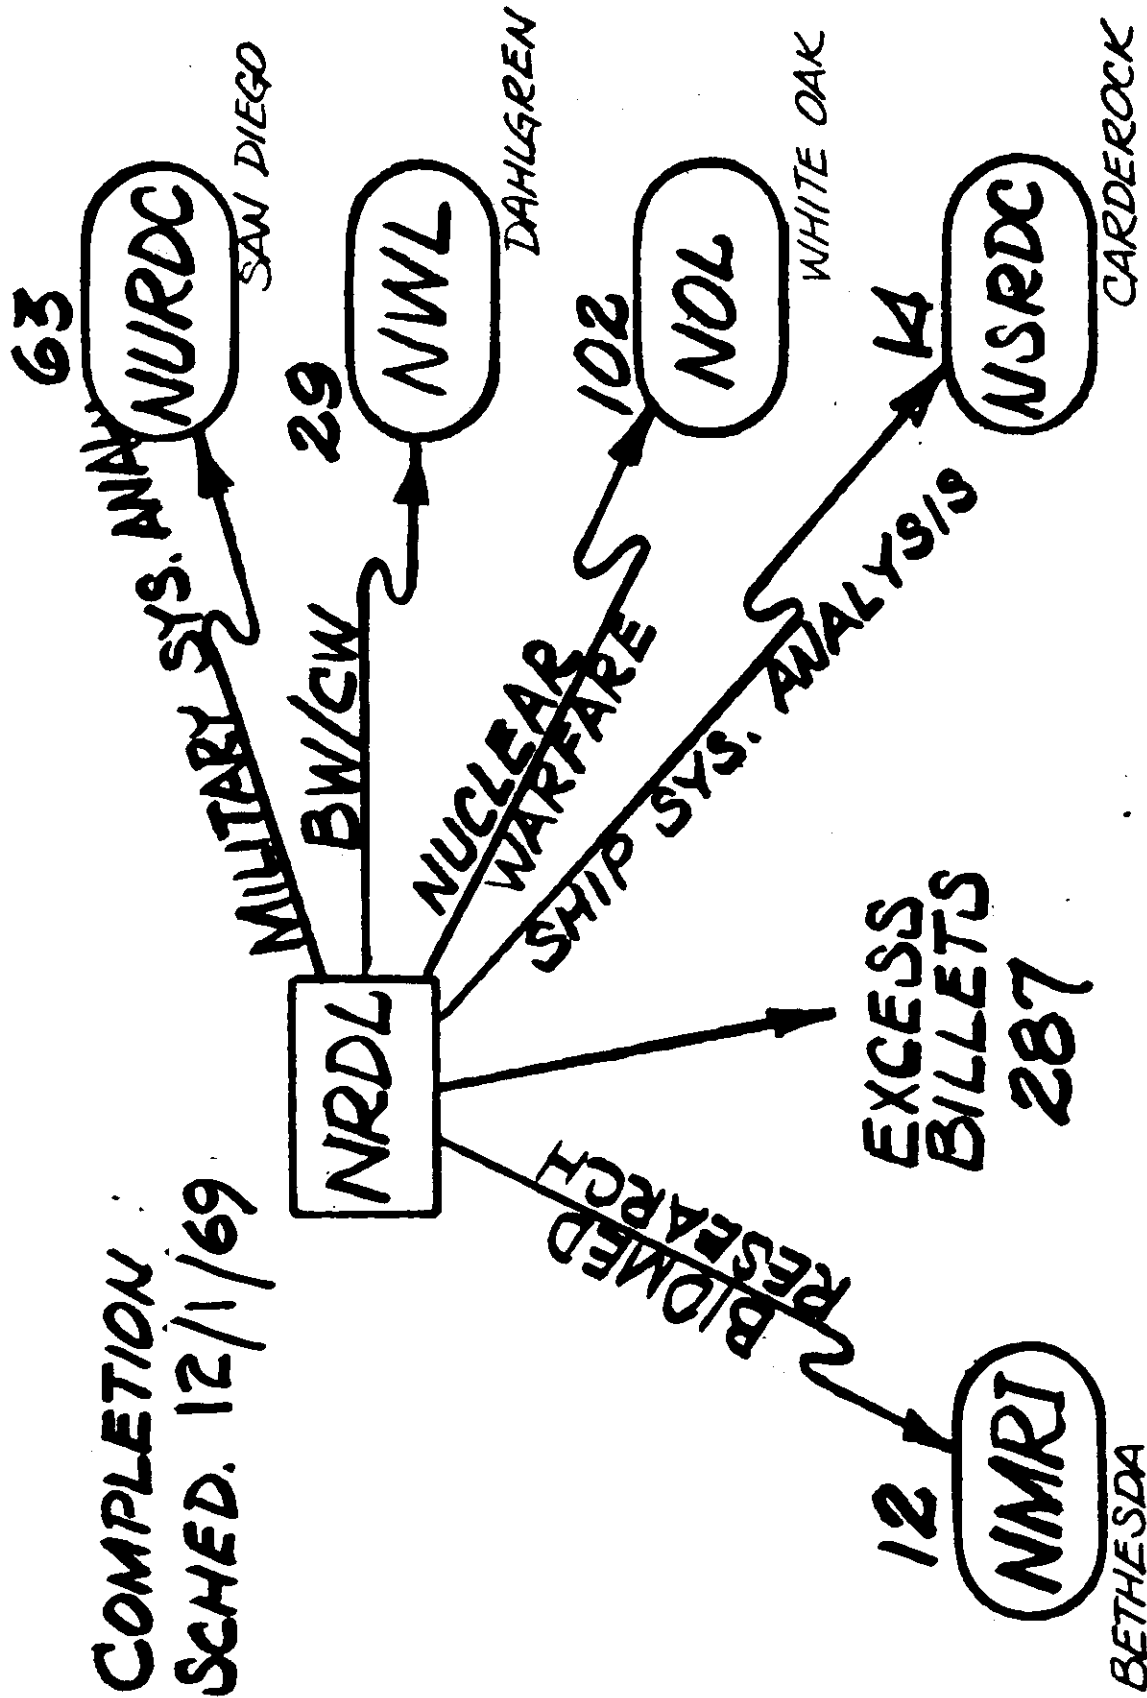 COMPLETION
SCHED. 12/1/69
NRDL
MILITARY SYS. ANAL
63
NUIRDC
SAN DIEGO
BW/CW
29
NWL
DAHLGREN
NUCLEAR
WARFARE
102
NOL
WHITE OAK
SHIP SYS. ANALYSIS
14
NSRDC
CARDEROCK
EXCESS
BILLETS
287
BIOMED
RESEARCH
12
NMRI
BETHESDA